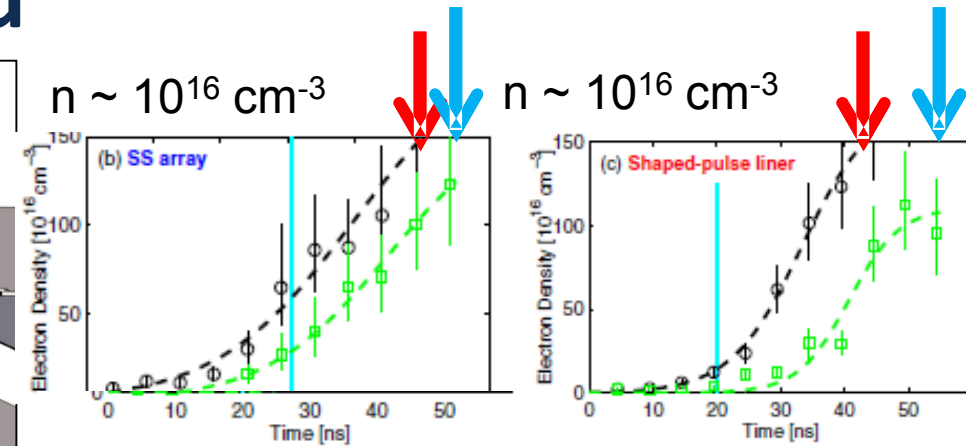 n ~ 10¹⁶ cm⁻³
n ~ 10¹⁶ cm⁻³
(b) SS array
Electron Density [10¹⁶ cm⁻³]
150
100
50
0 10 20 30 40 50
Time [ns]
(c) Shaped-pulse liner
Electron Density [10¹⁶ cm⁻³]
150
100
50
0
0 10 20 30 40 50
Time [ns]